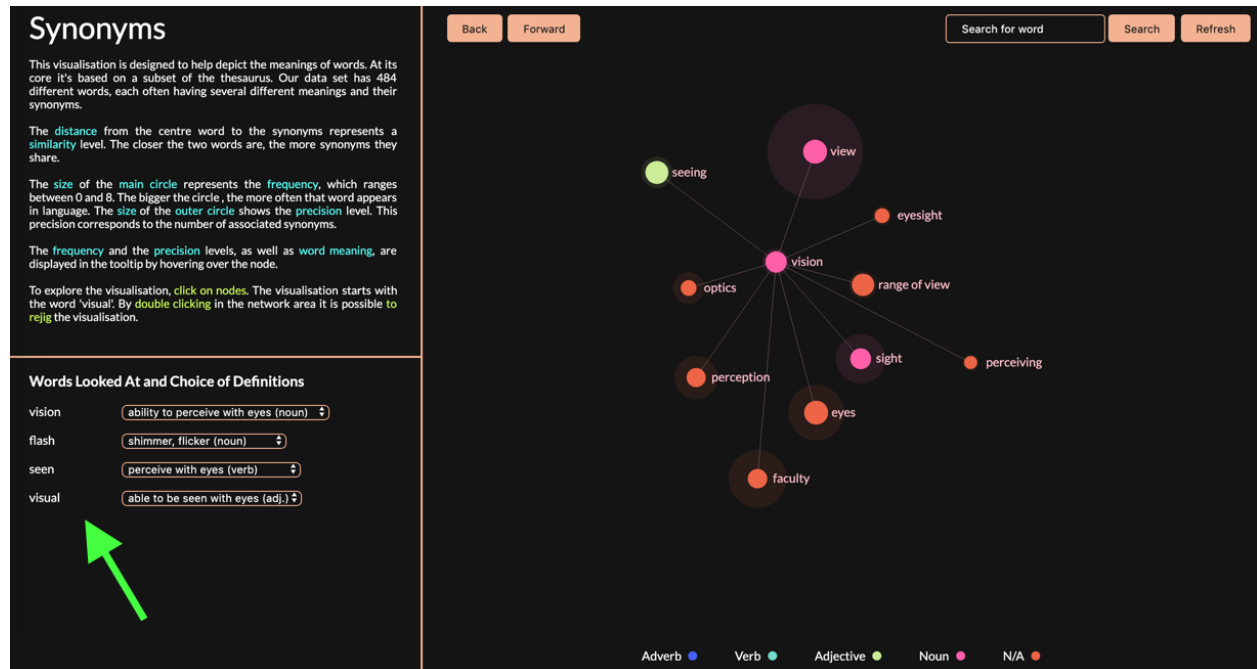 Synonyms
This visualisation is designed to help depict the meanings of words. At its
core it's based on a subset of the thesaurus. Our data set has 484
different words, each often having several different meanings and their
synonyms.
The distance from the centre word to the synonyms represents a
similarity level. The closer the two words are, the more synonyms they
share.
The size of the main circle represents the frequency, which ranges
between 0 and 8. The bigger the circle , the more often that word appears
in language. The size of the outer circle shows the precision level. This
precision corresponds to the number of associated synonyms.
The frequency and the precision levels, as well as word meaning, are
displayed in the tooltip by hovering over the node.
To explore the visualisation, click on nodes. The visualisation starts with
the word 'visual'. By double clicking in the network area it is possible to
rejig the visualisation.
Words Looked At and Choice of Definitions
vision ability to perceive with eyes (noun)
flash shimmer, flicker (noun)
seen perceive with eyes (verb)
visual able to be seen with eyes (adj.)
Back Forward Search for word Search Refresh
view
seeing
eyesight
vision
optics
range of view
sight
perceiving
perception
eyes
faculty
Adverb Verb Adjective Noun N/A